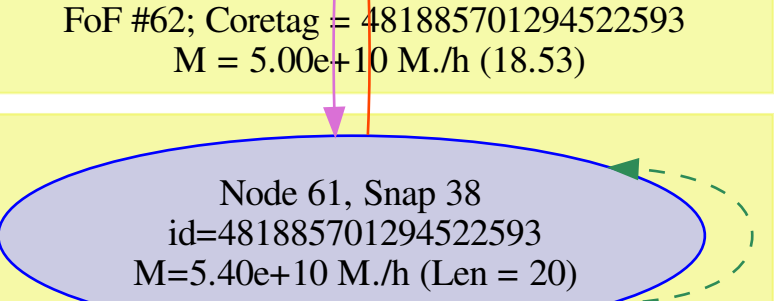 FoF #62; Coretag = 481885701294522593
M = 5.00e+10 M./h (18.53)
Node 61, Snap 38
id=481885701294522593
M=5.40e+10 M./h (Len = 20)